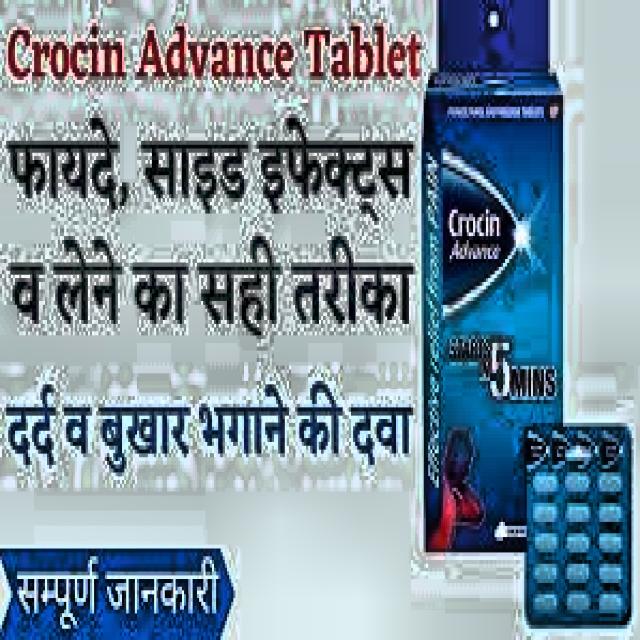 Crocin Advance Tablet
फायदे, साइड इफेक्ट्स
व लेने का सही तरीका
दर्द व बुखार भगाने की दवा
सम्पूर्ण जानकारी
Crocin
Advance
5 MINS